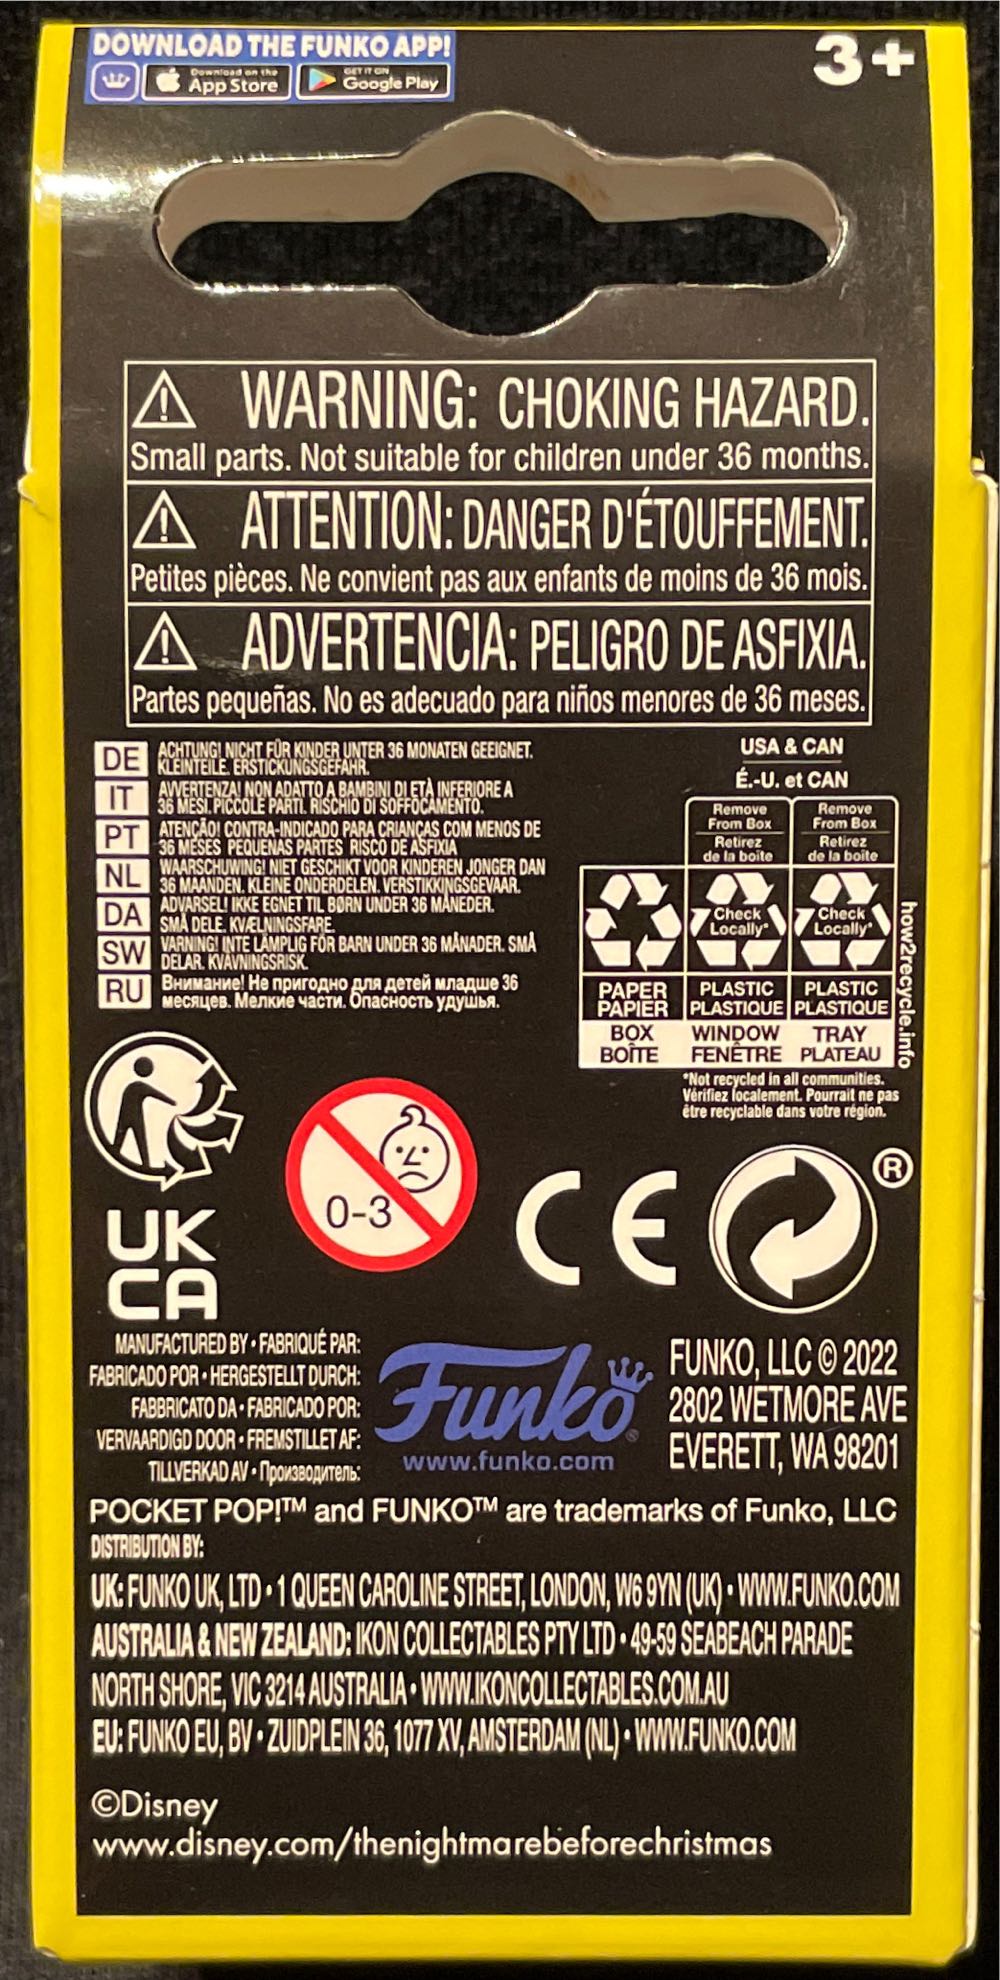 DOWNLOAD THE FUNKO APP!
Download on the App Store
GET IT ON Google Play
3+
WARNING: CHOKING HAZARD.
Small parts. Not suitable for children under 36 months.
ATTENTION: DANGER D'ÉTOUFFEMENT.
Petites pièces. Ne convient pas aux enfants de moins de 36 mois.
ADVERTENCIA: PELIGRO DE ASFIXIA.
Partes pequeñas. No es adecuado para niños menores de 36 meses.
DE ACHTUNG! NICHT FÜR KINDER UNTER 36 MONATEN GEEIGNET.
KLEINTEILE. ERSTICKUNGSGEFAHR.
IT AVVERTENZA! NON ADATTO A BAMBINI DI ETÀ INFERIORE A
36 MESI. PICCOLE PARTI. RISCHIO DI SOFFOCAMENTO.
PT ATENÇÃO! CONTRA-INDICADO PARA CRIANÇAS COM MENOS DE
36 MESES PEQUENAS PARTES RISCO DE ASFIXIA
NL WAARSCHUWING! NIET GESCHIKT VOOR KINDEREN JONGER DAN
36 MAANDEN. KLEINE ONDERDELEN. VERSTIKKINGSGEVAAR.
DA ADVARSEL! IKKE EGNET TIL BØRN UNDER 36 MÅNEDER.
SMÅ DELE. KVÆLNINGSFARE.
SW VARNING! INTE LÄMPLIG FÖR BARN UNDER 36 MÅNADER. SMÅ
DELAR. KVÄVNINGSRISK.
RU Внимание! Не пригодно для детей младше 36
месяцев. Мелкие части. Опасность удушья.
USA & CAN
É.-U. et CAN
Remove From Box
Retirez de la boîte
Remove From Box
Retirez de la boîte
Check Locally*
Check Locally*
PAPER PAPIER
PLASTIC PLASTIQUE
PLASTIC PLASTIQUE
BOX BOÎTE
WINDOW FENÊTRE
TRAY PLATEAU
how2recycle.info
*Not recycled in all communities.
Vérifiez localement. Pourrait ne pas
être recyclable dans votre région.
0-3
CE
®
UK
CA
MANUFACTURED BY • FABRIQUÉ PAR:
FABRICADO POR • HERGESTELLT DURCH:
FABBRICATO DA • FABRICADO POR:
VERVAARDIGD DOOR • FREMSTILLET AF:
TILLVERKAD AV • Производитель:
Funko®
www.funko.com
FUNKO, LLC © 2022
2802 WETMORE AVE
EVERETT, WA 98201
POCKET POP!™ and FUNKO™ are trademarks of Funko, LLC
DISTRIBUTION BY:
UK: FUNKO UK, LTD • 1 QUEEN CAROLINE STREET, LONDON, W6 9YN (UK) • WWW.FUNKO.COM
AUSTRALIA & NEW ZEALAND: IKON COLLECTABLES PTY LTD • 49-59 SEABEACH PARADE
NORTH SHORE, VIC 3214 AUSTRALIA • WWW.IKONCOLLECTABLES.COM.AU
EU: FUNKO EU, BV • ZUIDPLEIN 36, 1077 XV, AMSTERDAM (NL) • WWW.FUNKO.COM
©Disney
www.disney.com/thenightmarebeforechristmas